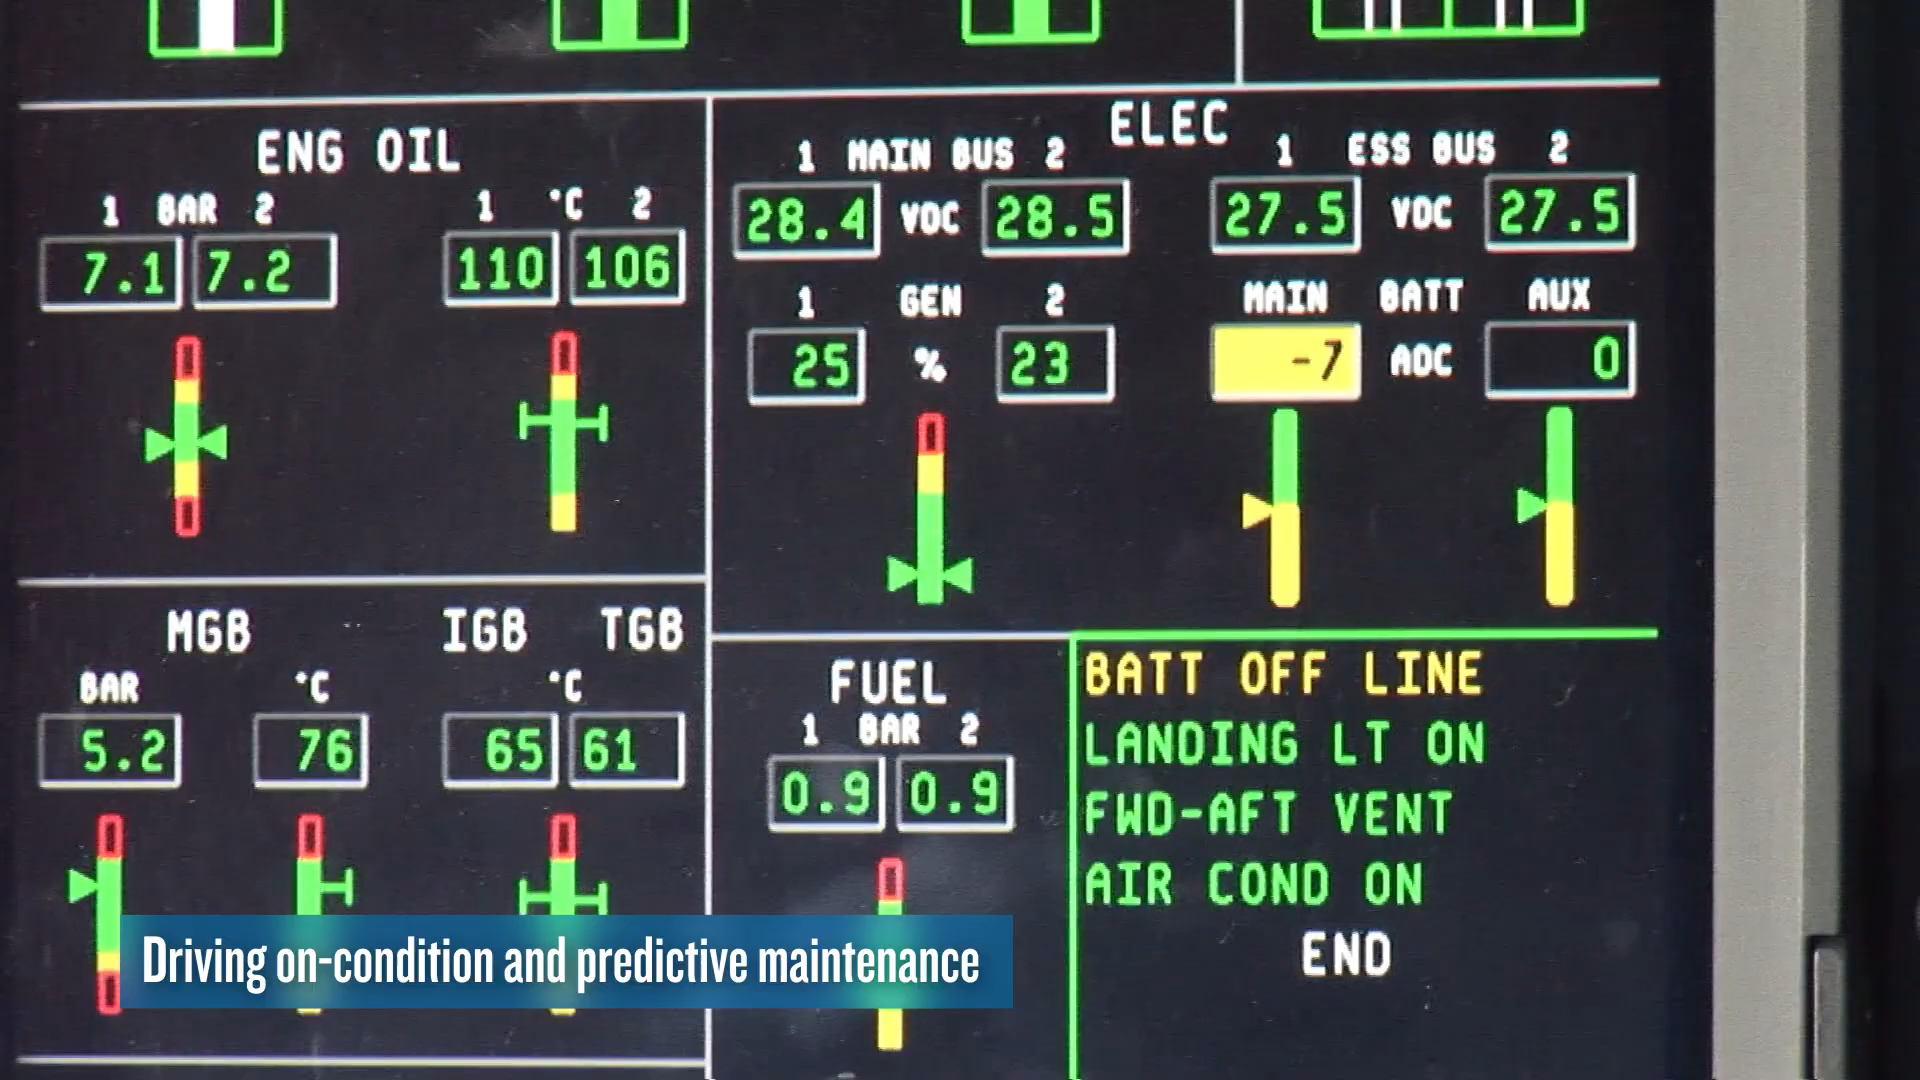 ENG OIL
1 BAR 2
1 °C 2
7.1 7.2
110 106
ELEC
1 MAIN BUS 2
1 ESS BUS 2
28.4 VDC 28.5
27.5 VDC 27.5
1 GEN 2
MAIN BATT AUX
25 % 23
-7 ADC 0
MGB
IGB TGB
BAR
°C
°C
5.2
76
65 61
FUEL
1 BAR 2
0.9 0.9
BATT OFF LINE
LANDING LT ON
FWD-AFT VENT
AIR COND ON
END
Driving on-condition and predictive maintenance